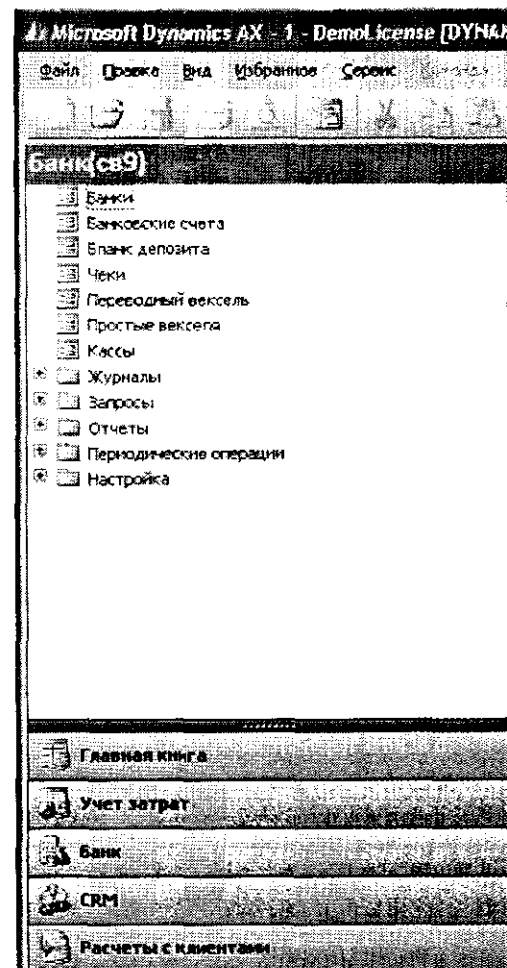 Microsoft Dynamics AX - 1 - DemoLicense [DYNA
Файл Правка Вид Избранное Сервис
Банк(св9)
Банки
Банковские счета
Бланк депозита
Чеки
Переводный вексель
Простые векселя
Кассы
Журналы
Запросы
Отчеты
Периодические операции
Настройка
Главная книга
Учет затрат
Банк
CRM
Расчеты с клиентами